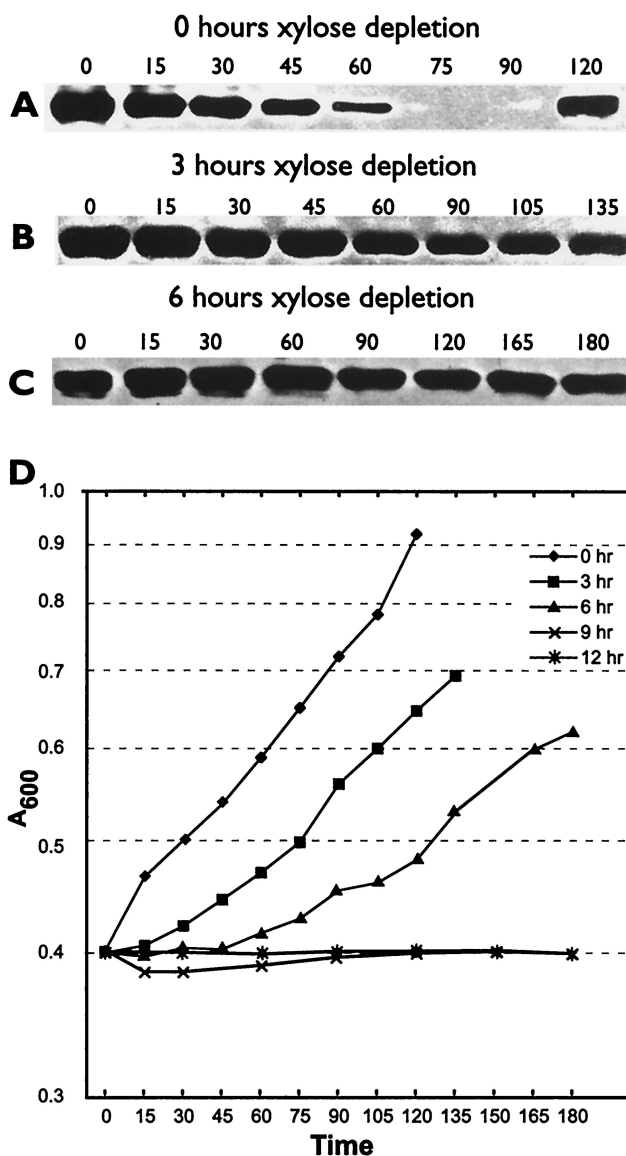 0 hours xylose depletion
0 15 30 45 60 75 90 120
A
3 hours xylose depletion
0 15 30 45 60 90 105 135
B
6 hours xylose depletion
0 15 30 60 90 120 165 180
C
D
1.0
0.9
0.8
0.7
0.6
0.5
0.4
0.3
A600
0 hr
3 hr
6 hr
9 hr
12 hr
0 15 30 45 60 75 90 105 120 135 150 165 180
Time